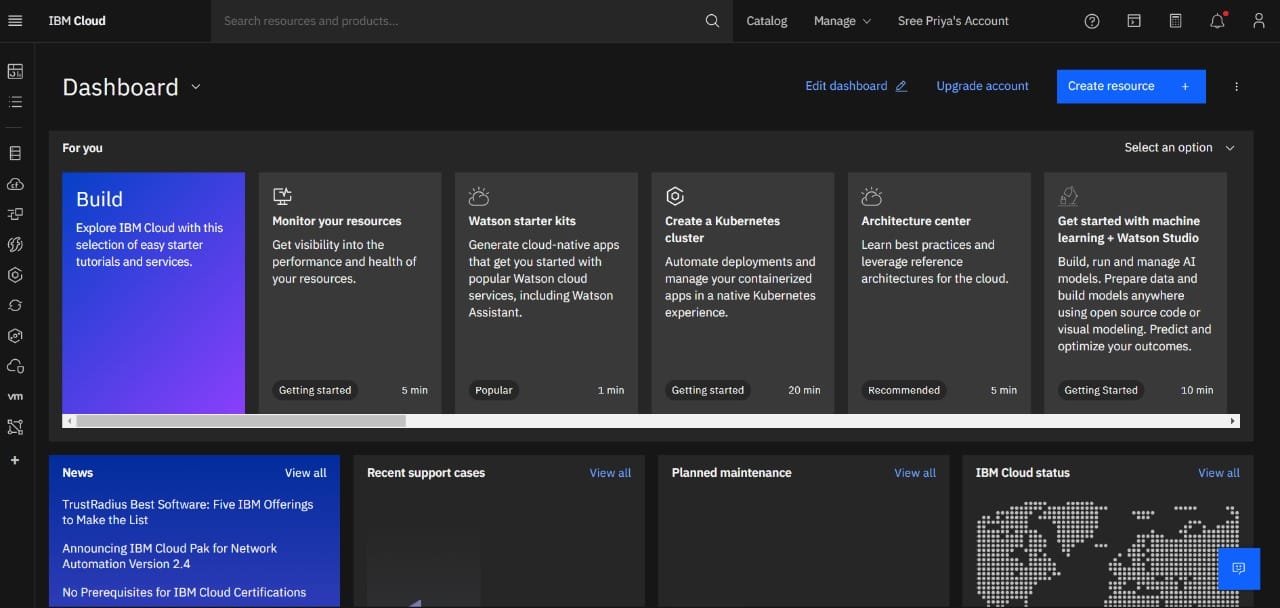 IBM Cloud
Search resources and products...
Catalog
Manage
Sree Priya's Account
Dashboard
Edit dashboard
Upgrade account
Create resource +
For you
Select an option
Build
Explore IBM Cloud with this
selection of easy starter
tutorials and services.
Monitor your resources
Get visibility into the
performance and health of
your resources.
Getting started
5 min
Watson starter kits
Generate cloud-native apps
that get you started with
popular Watson cloud
services, including Watson
Assistant.
Popular
1 min
Create a Kubernetes
cluster
Automate deployments and
manage your containerized
apps in a native Kubernetes
experience.
Getting started
20 min
Architecture center
Learn best practices and
leverage reference
architectures for the cloud.
Recommended
5 min
Get started with machine
learning + Watson Studio
Build, run and manage AI
models. Prepare data and
build models anywhere
using open source code or
visual modeling. Predict and
optimize your outcomes.
Getting Started
10 min
vm
News
View all
TrustRadius Best Software: Five IBM Offerings
to Make the List
Announcing IBM Cloud Pak for Network
Automation Version 2.4
No Prerequisites for IBM Cloud Certifications
Recent support cases
View all
Planned maintenance
View all
IBM Cloud status
View all